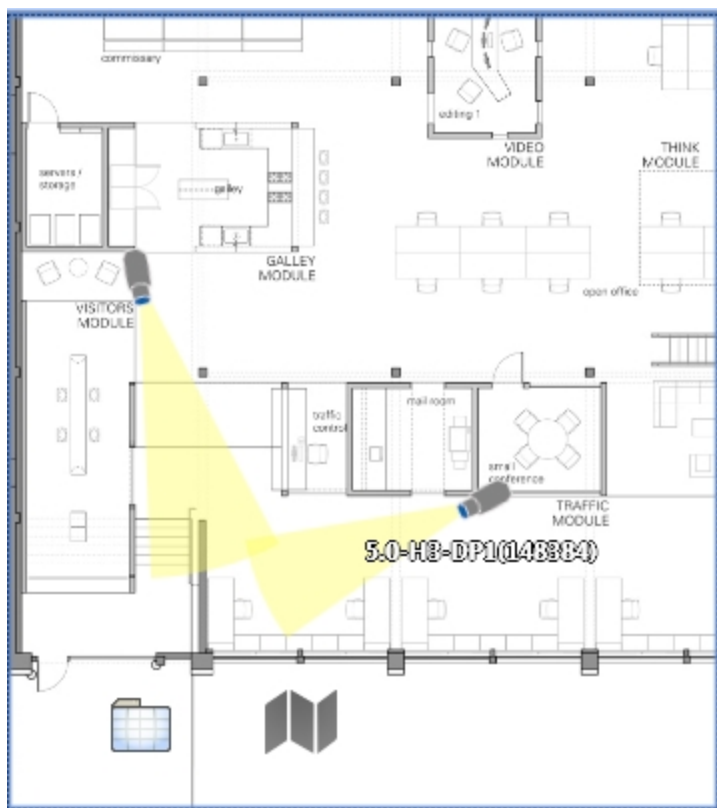 commissary
editing 1
VIDEO
MODULE
THINK
MODULE
servers /
storage
galley
GALLEY
MODULE
open office
VISITORS
MODULE
traffic
control
mail room
small
conference
TRAFFIC
MODULE
5.0-H3-DP1(148384)